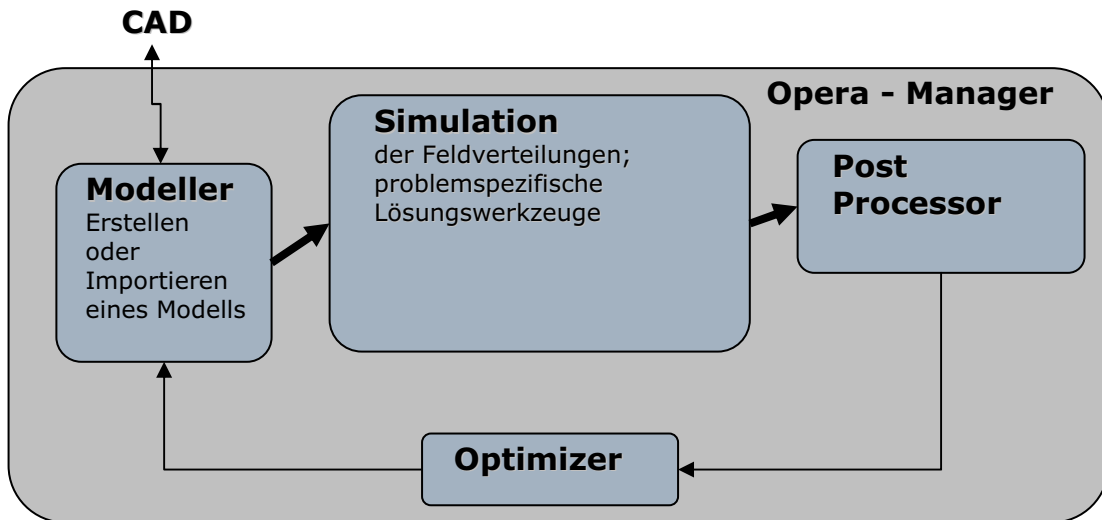 CAD
Opera - Manager
Modeller
Erstellen
oder
Importieren
eines Modells
Simulation
der Feldverteilungen;
problemspezifische
Lösungswerkzeuge
Post
Processor
Optimizer